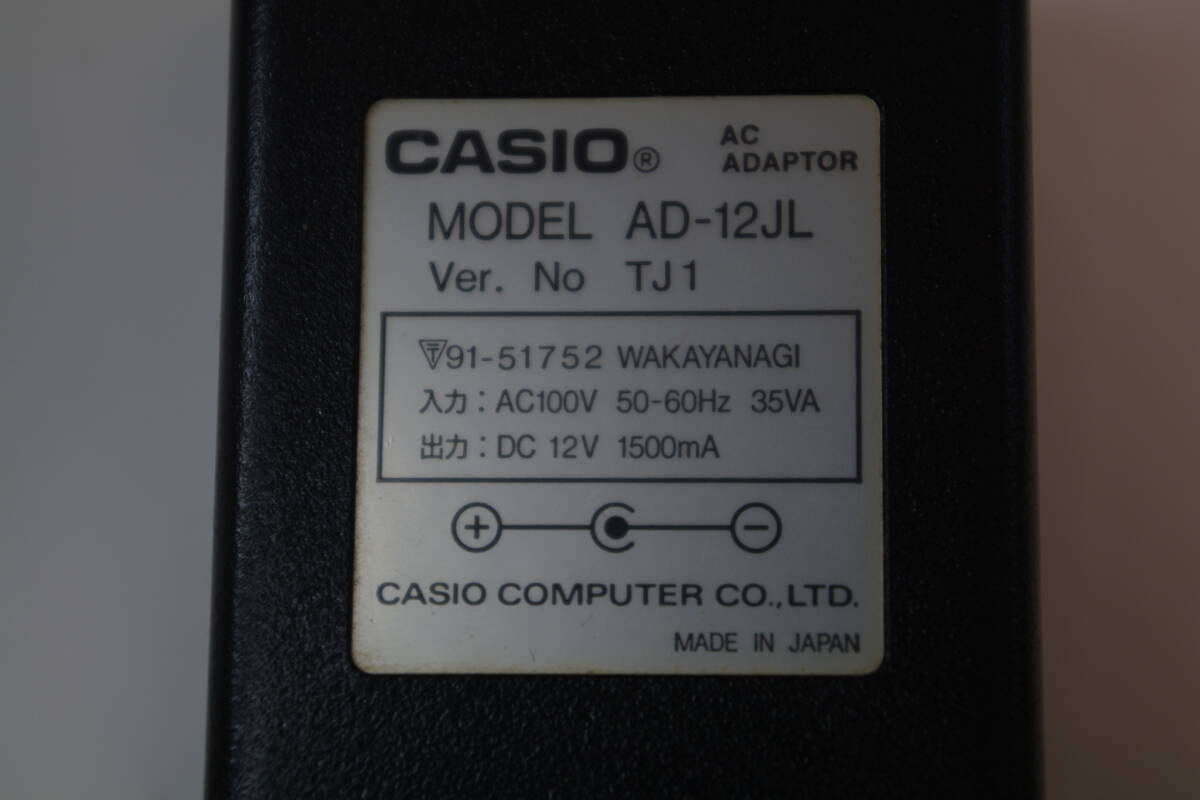 CASIO® AC ADAPTOR
MODEL AD-12JL
Ver. No TJ1
〒91-51752 WAKAYANAGI
入力：AC100V 50-60Hz 35VA
出力：DC 12V 1500mA
+ −
CASIO COMPUTER CO.,LTD.
MADE IN JAPAN